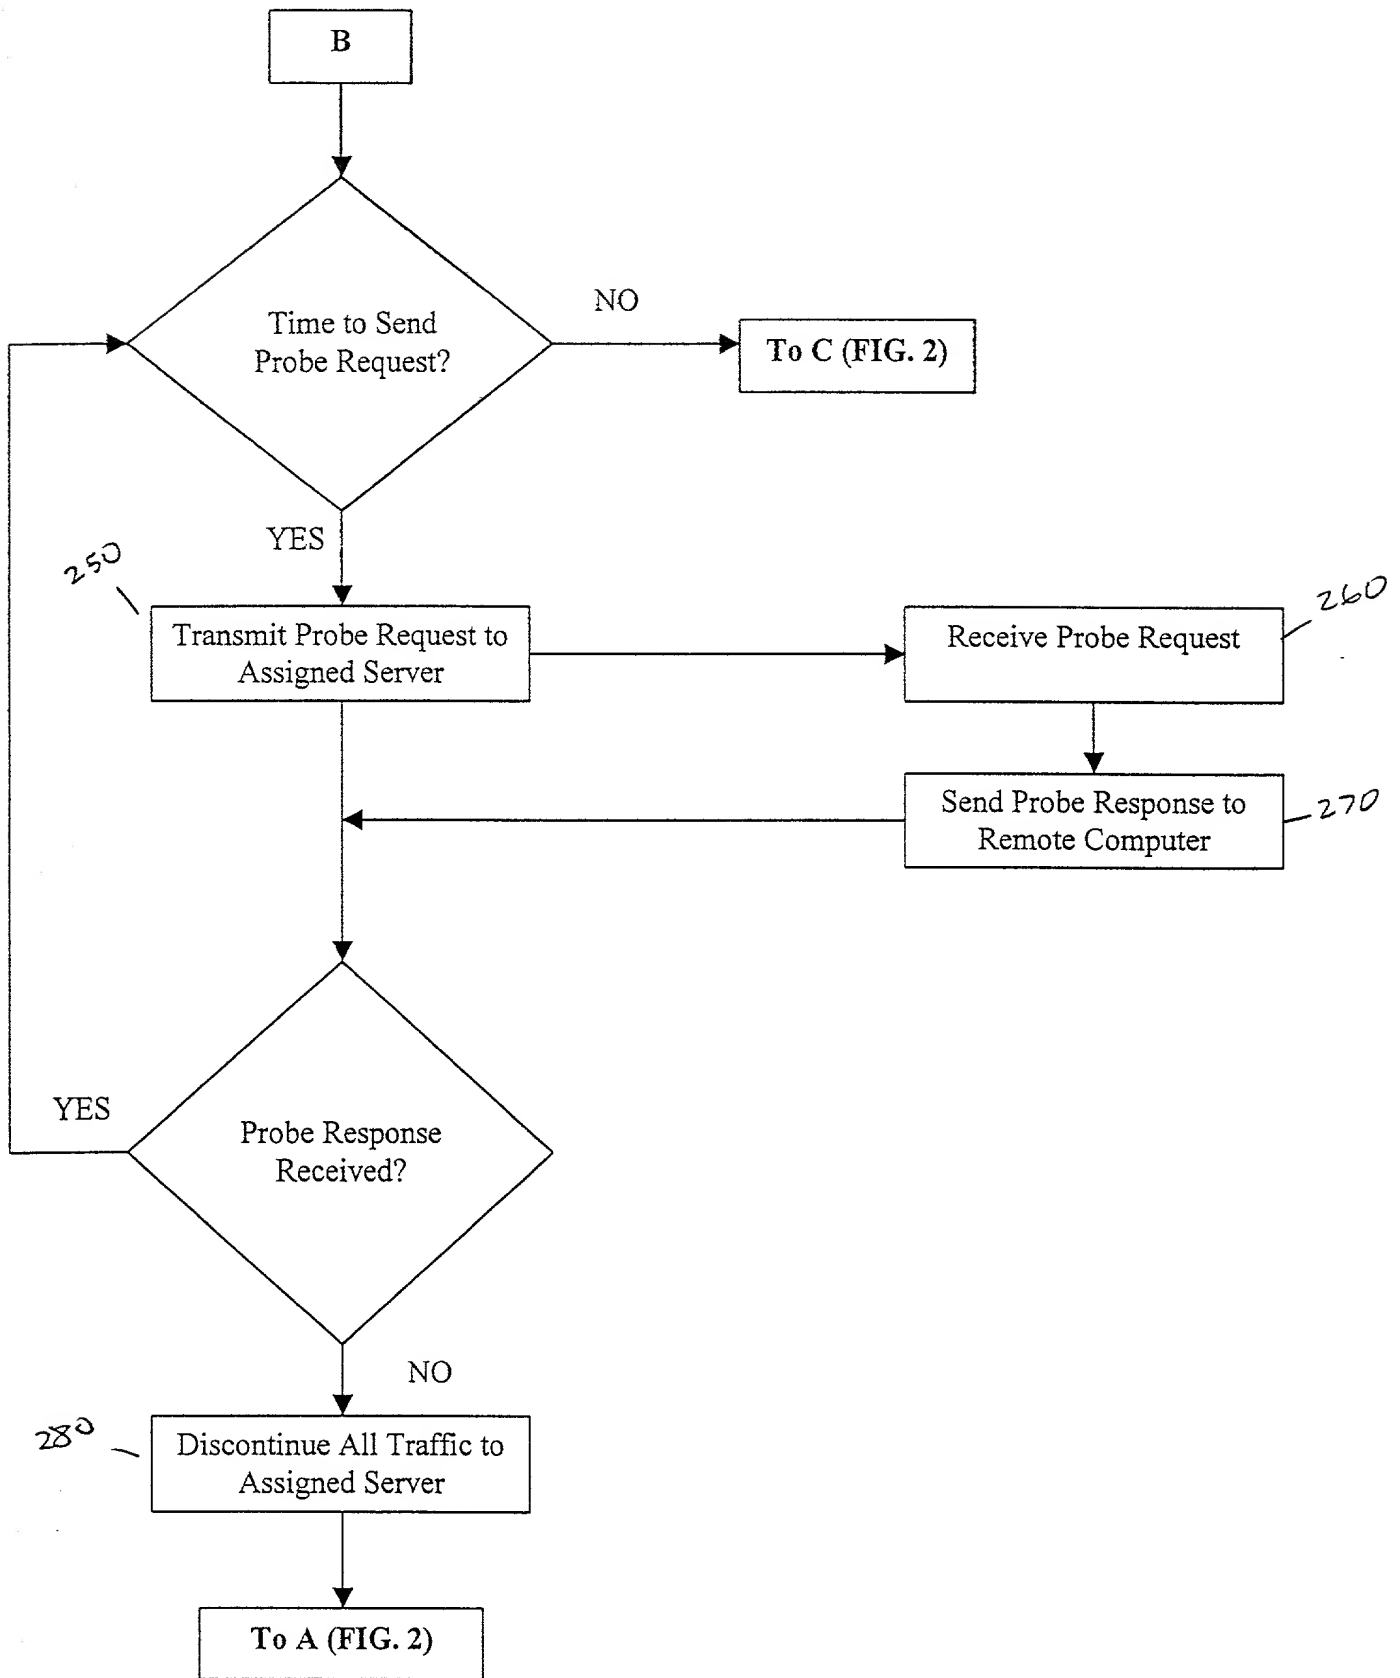 B
Time to Send
Probe Request?
NO
To C (FIG. 2)
YES
250
Transmit Probe Request to
Assigned Server
Receive Probe Request
260
Send Probe Response to
Remote Computer
270
YES
Probe Response
Received?
NO
280
Discontinue All Traffic to
Assigned Server
To A (FIG. 2)